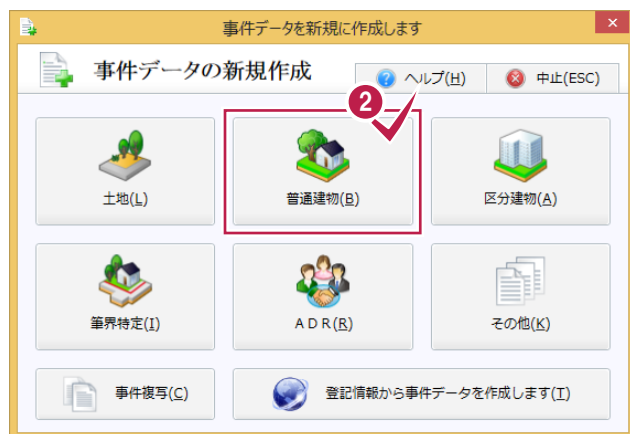 事件データを新規に作成します
事件データの新規作成
ヘルプ(H)
中止(ESC)
2
土地(L)
普通建物(B)
区分建物(A)
筆界特定(I)
ＡＤＲ(R)
その他(K)
事件複写(C)
登記情報から事件データを作成します(T)